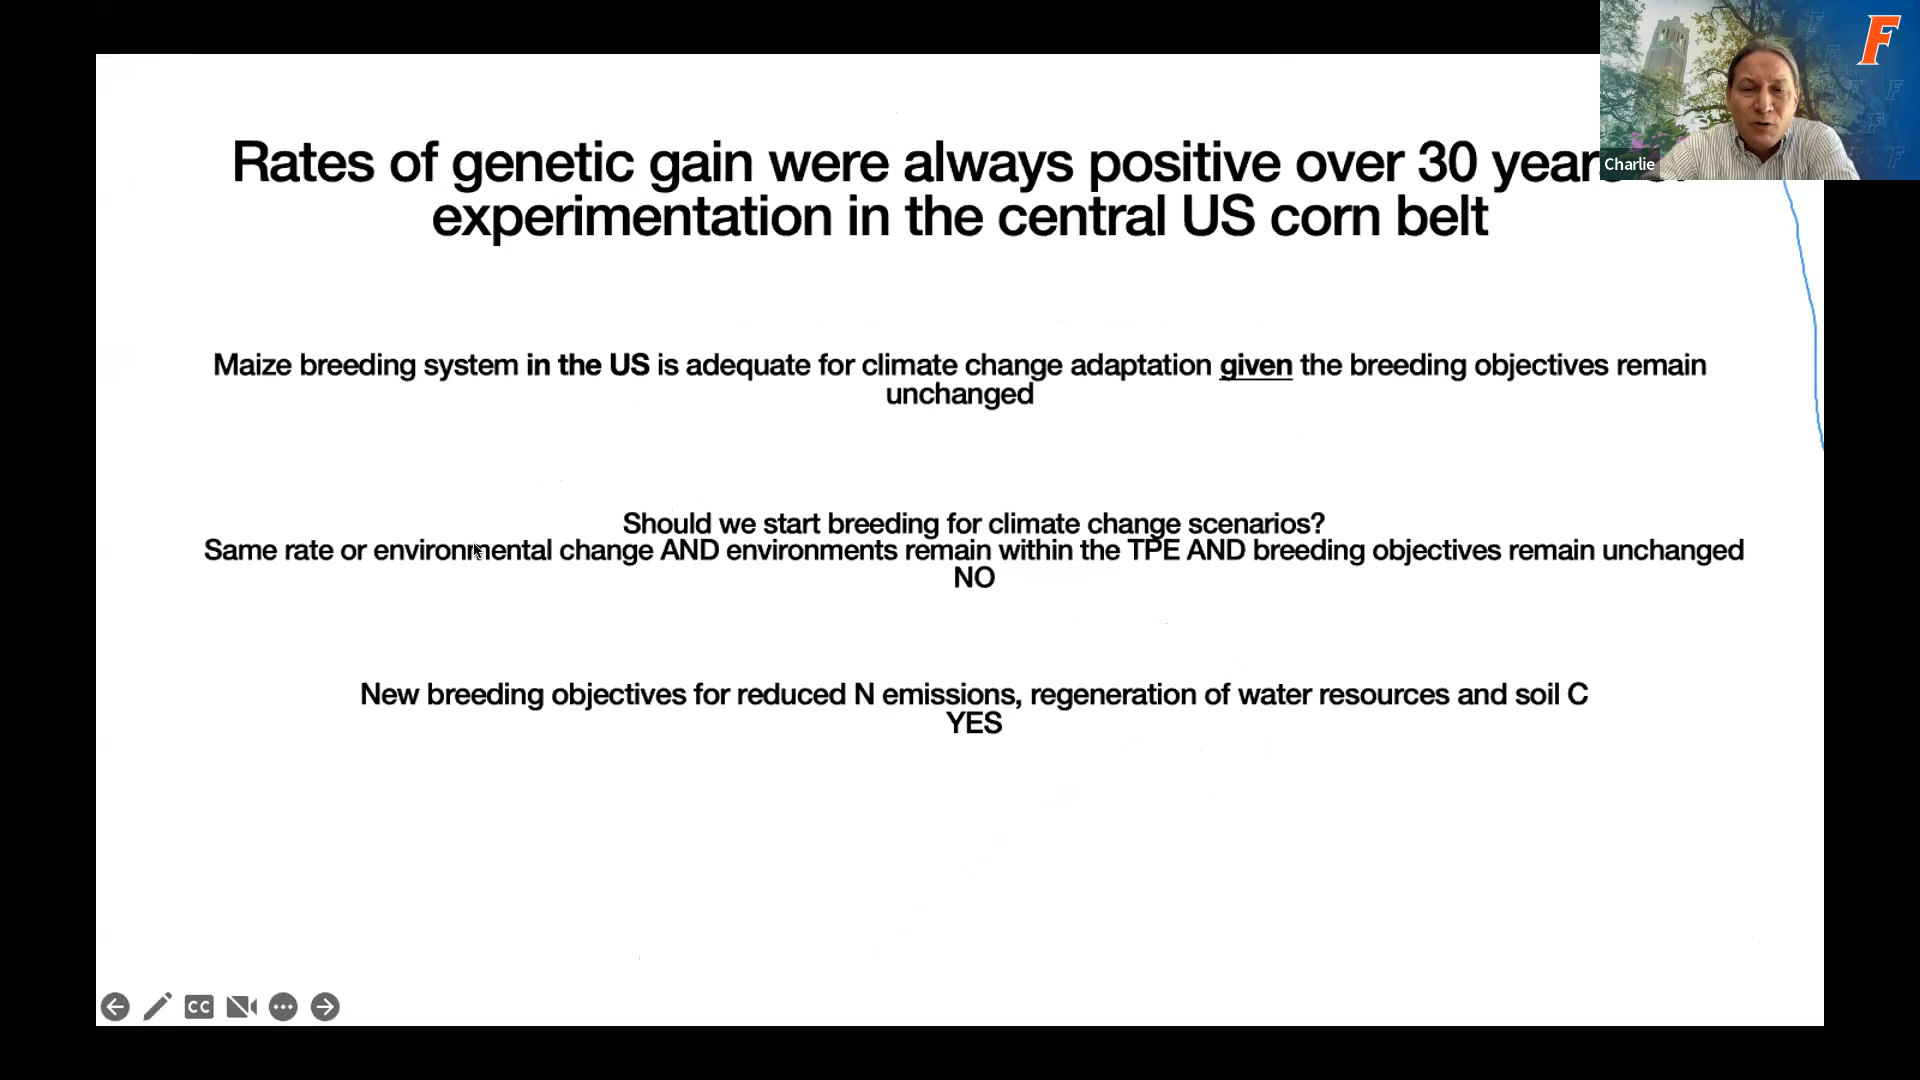 Rates of genetic gain were always positive over 30 years
experimentation in the central US corn belt
Maize breeding system in the US is adequate for climate change adaptation given the breeding objectives remain
unchanged
Should we start breeding for climate change scenarios?
Same rate or environmental change AND environments remain within the TPE AND breeding objectives remain unchanged
NO
New breeding objectives for reduced N emissions, regeneration of water resources and soil C
YES
Charlie
F
CC